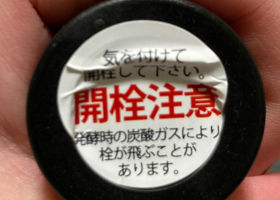 気を付けて
開栓して下さい。
開栓注意
発酵時の炭酸ガスにより
栓が飛ぶことが
あります。